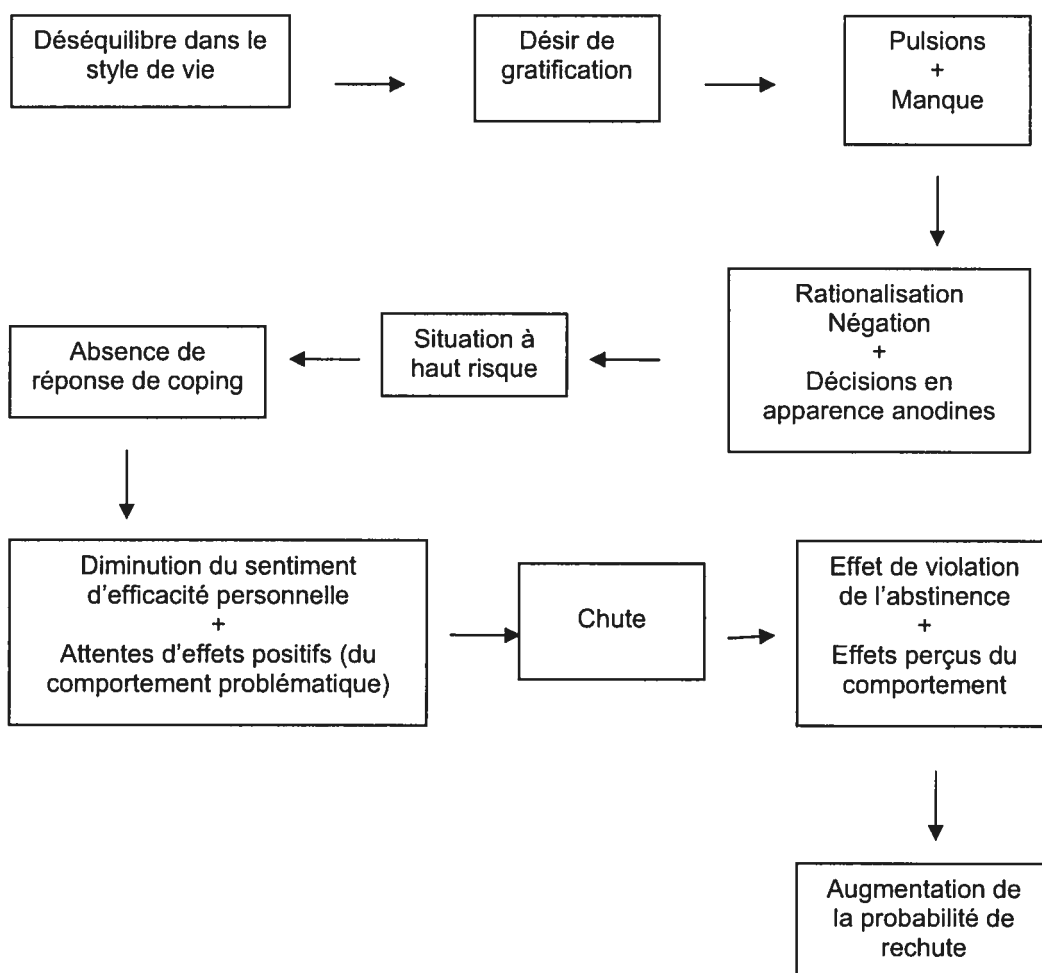 Déséquilibre dans le
style de vie
Désir de
gratification
Pulsions
+
Manque
Rationalisation
Négation
+
Décisions en
apparence anodines
Situation à
haut risque
Absence de
réponse de coping
Diminution du sentiment
d'efficacité personnelle
+
Attentes d'effets positifs (du
comportement problématique)
Chute
Effet de violation
de l'abstinence
+
Effets perçus du
comportement
Augmentation de
la probabilité de
rechute